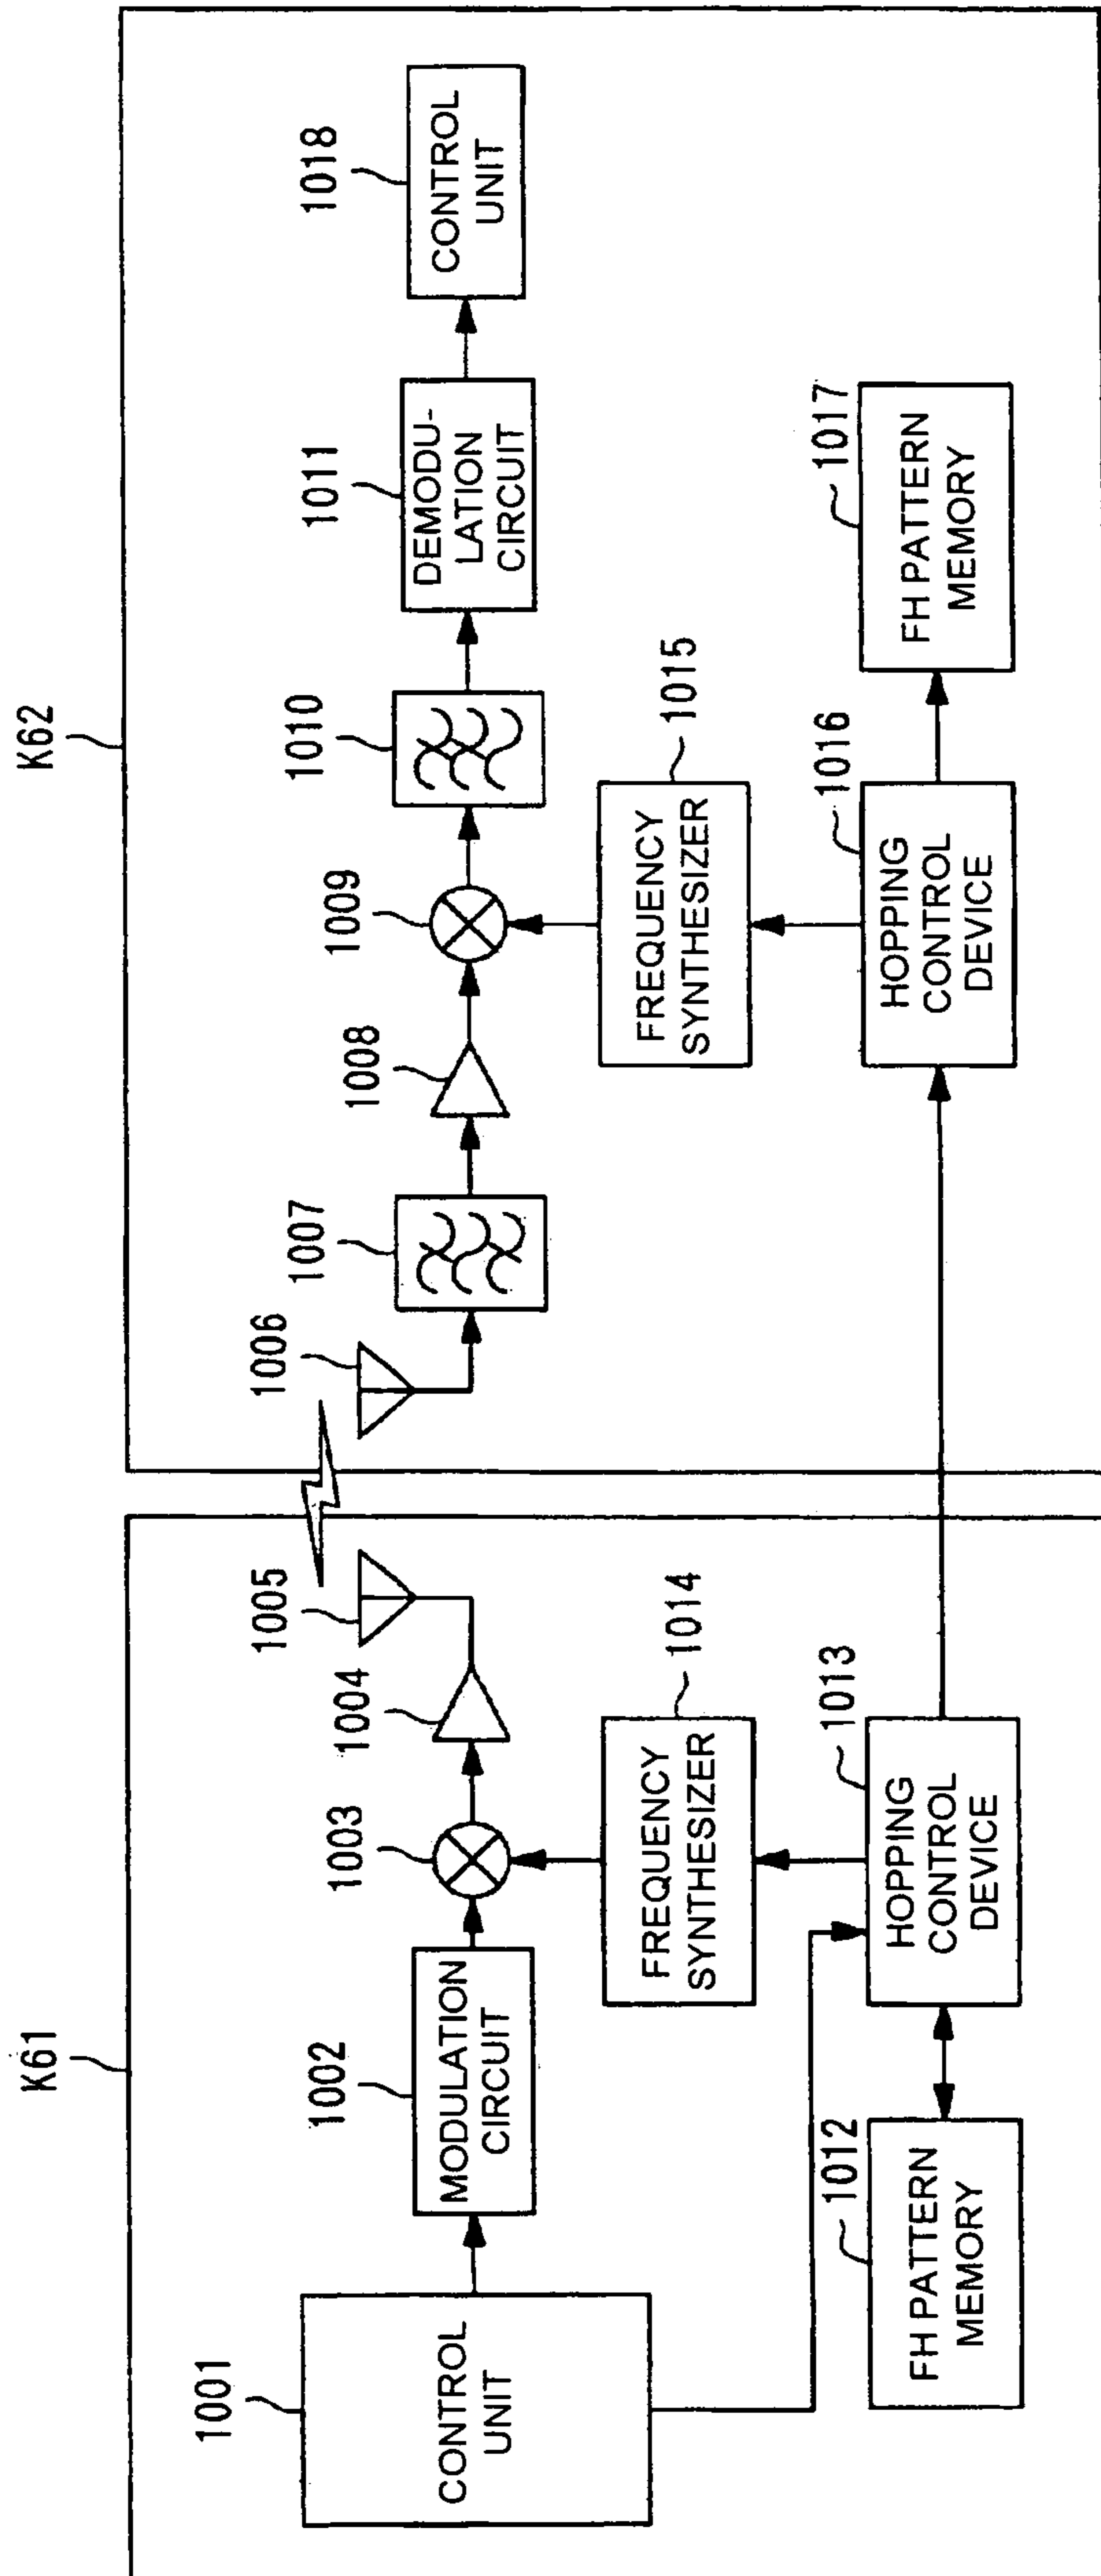 K61
1001
CONTROL
UNIT
1002
MODULATION
CIRCUIT
1003
1004
1005
1014
FREQUENCY
SYNTHESIZER
1012
FH PATTERN
MEMORY
1013
HOPPING
CONTROL
DEVICE
K62
1006
1007
1008
1009
1010
1011
DEMODU-
LATION
CIRCUIT
1018
CONTROL
UNIT
1015
FREQUENCY
SYNTHESIZER
1016
HOPPING
CONTROL
DEVICE
1017
FH PATTERN
MEMORY